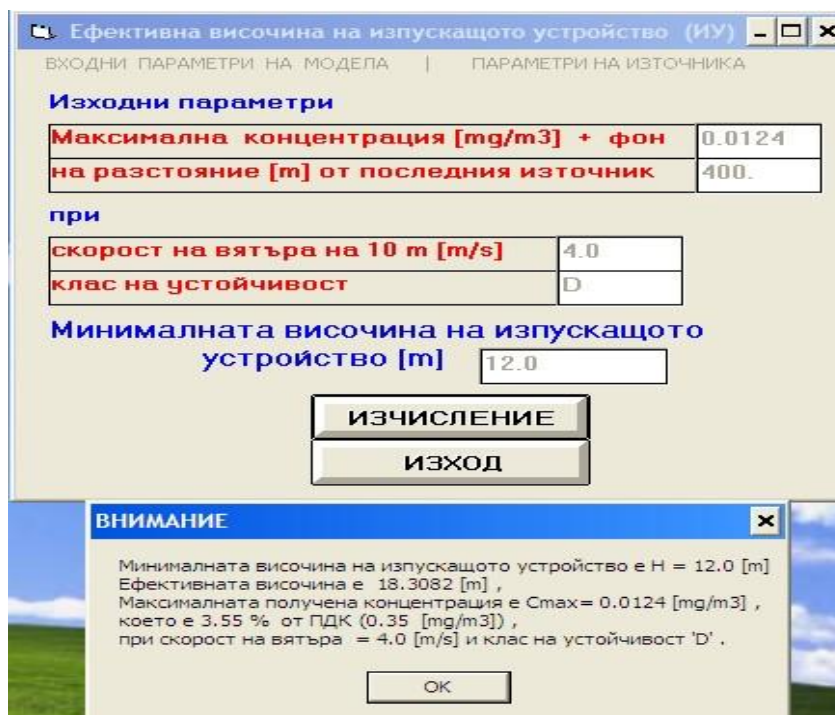 Ефективна височина на изпускащото устройство (ИУ)
ВХОДНИ ПАРАМЕТРИ НА МОДЕЛА | ПАРАМЕТРИ НА ИЗТОЧНИКА
Изходни параметри
Максимална концентрация [mg/m3] + фон 0.0124
на разстояние [m] от последния източник 400.
при
скорост на вятъра на 10 m [m/s] 4.0
клас на устойчивост D
Минималната височина на изпускащото
устройство [m] 12.0
ИЗЧИСЛЕНИЕ
ИЗХОД
ВНИМАНИЕ
Минималната височина на изпускащото устройство е H = 12.0 [m]
Ефективната височина е 18.3082 [m] ,
Максималната получена концентрация е Cmax= 0.0124 [mg/m3] ,
което е 3.55 % от ПДК (0.35 [mg/m3]) ,
при скорост на вятъра = 4.0 [m/s] и клас на устойчивост 'D' .
OK